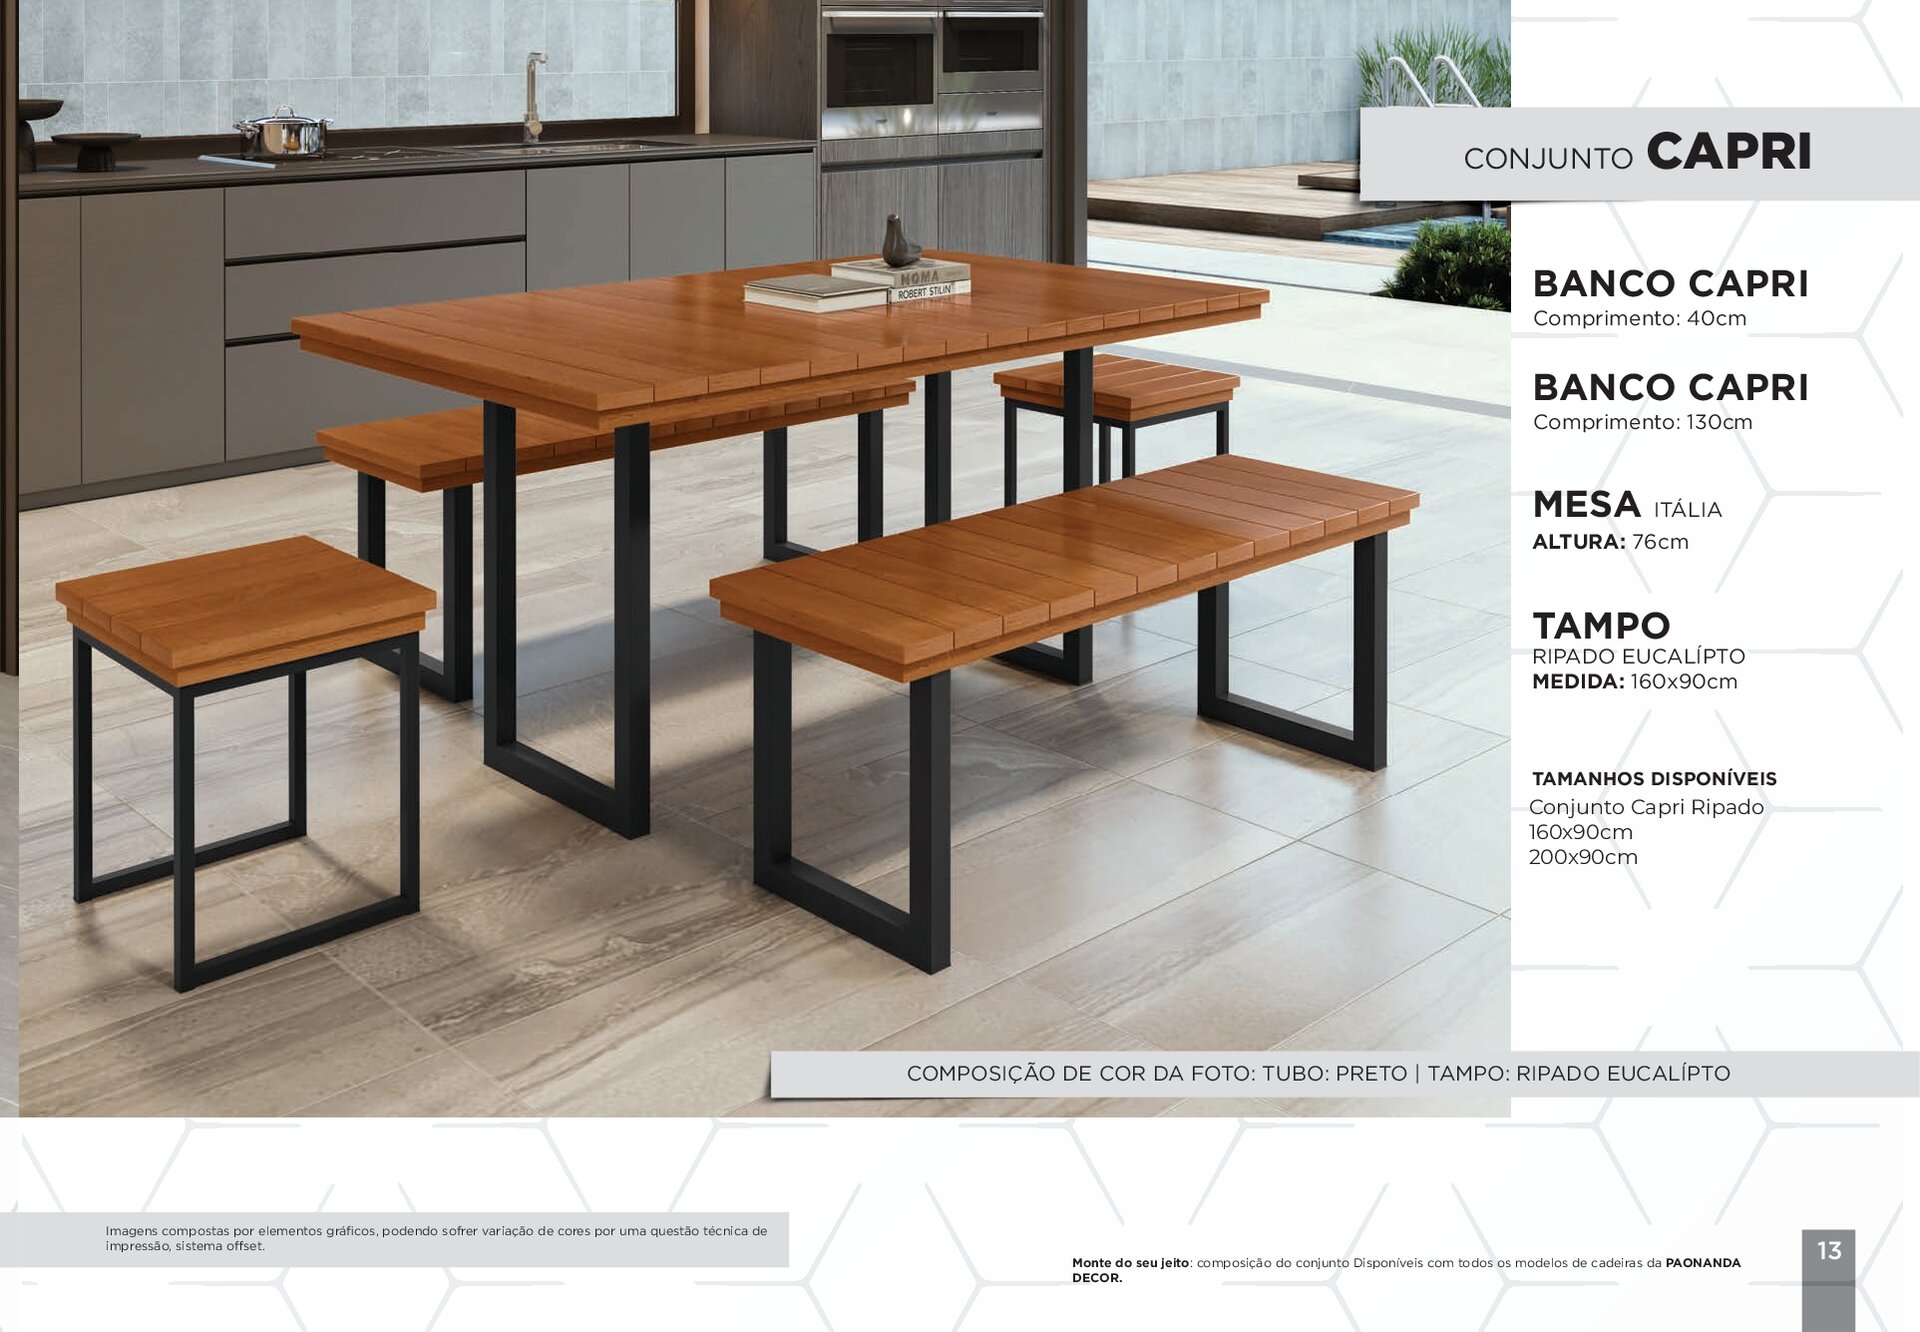 CONJUNTO CAPRI
BANCO CAPRI
Comprimento: 40cm
BANCO CAPRI
Comprimento: 130cm
MESA ITÁLIA
ALTURA: 76cm
TAMPO
RIPADO EUCALÍPTO
MEDIDA: 160x90cm
TAMANHOS DISPONÍVEIS
Conjunto Capri Ripado
160x90cm
200x90cm
NOMA
ROBERT STILIN
COMPOSIÇÃO DE COR DA FOTO: TUBO: PRETO | TAMPO: RIPADO EUCALÍPTO
Imagens compostas por elementos gráficos, podendo sofrer variação de cores por uma questão técnica de
impressão, sistema offset.
Monte do seu jeito: composição do conjunto Disponíveis com todos os modelos de cadeiras da PAONANDA
DECOR.
13